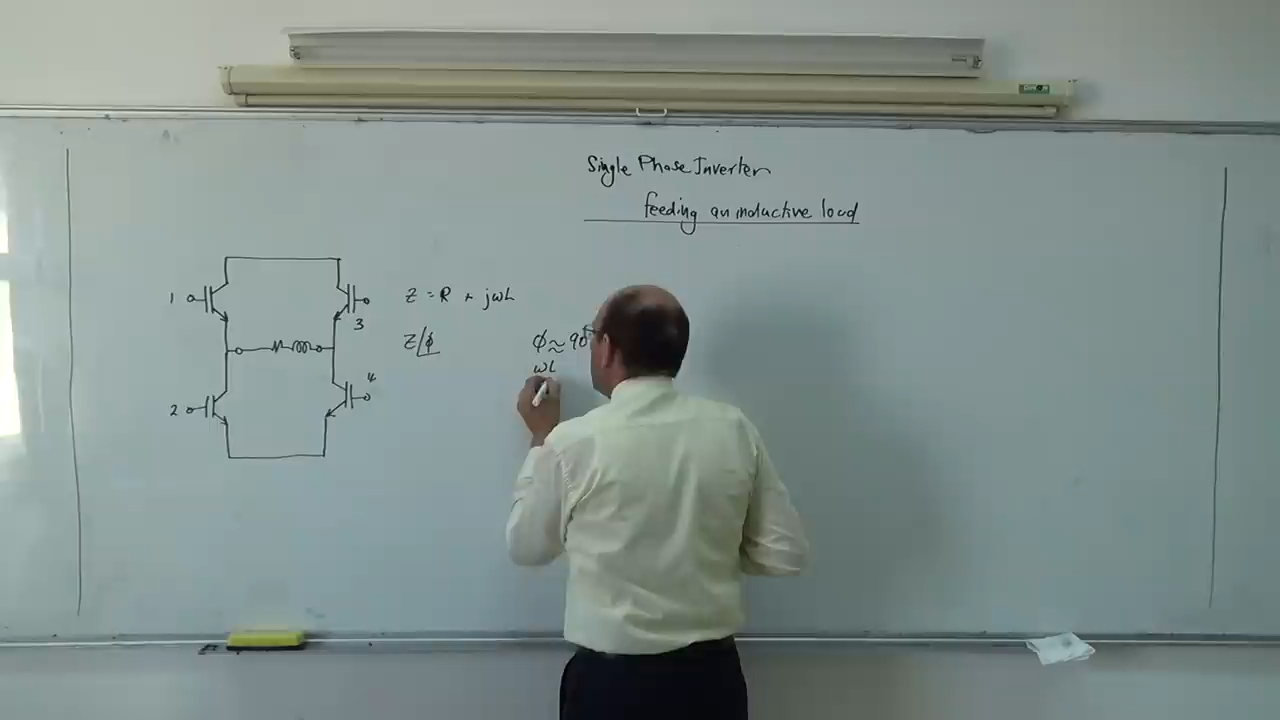 Single Phase Inverter
feeding an inductive load
1
3
Z = R + jωL
Z/ϕ
ϕ ≈ 90°
ωL
4
2